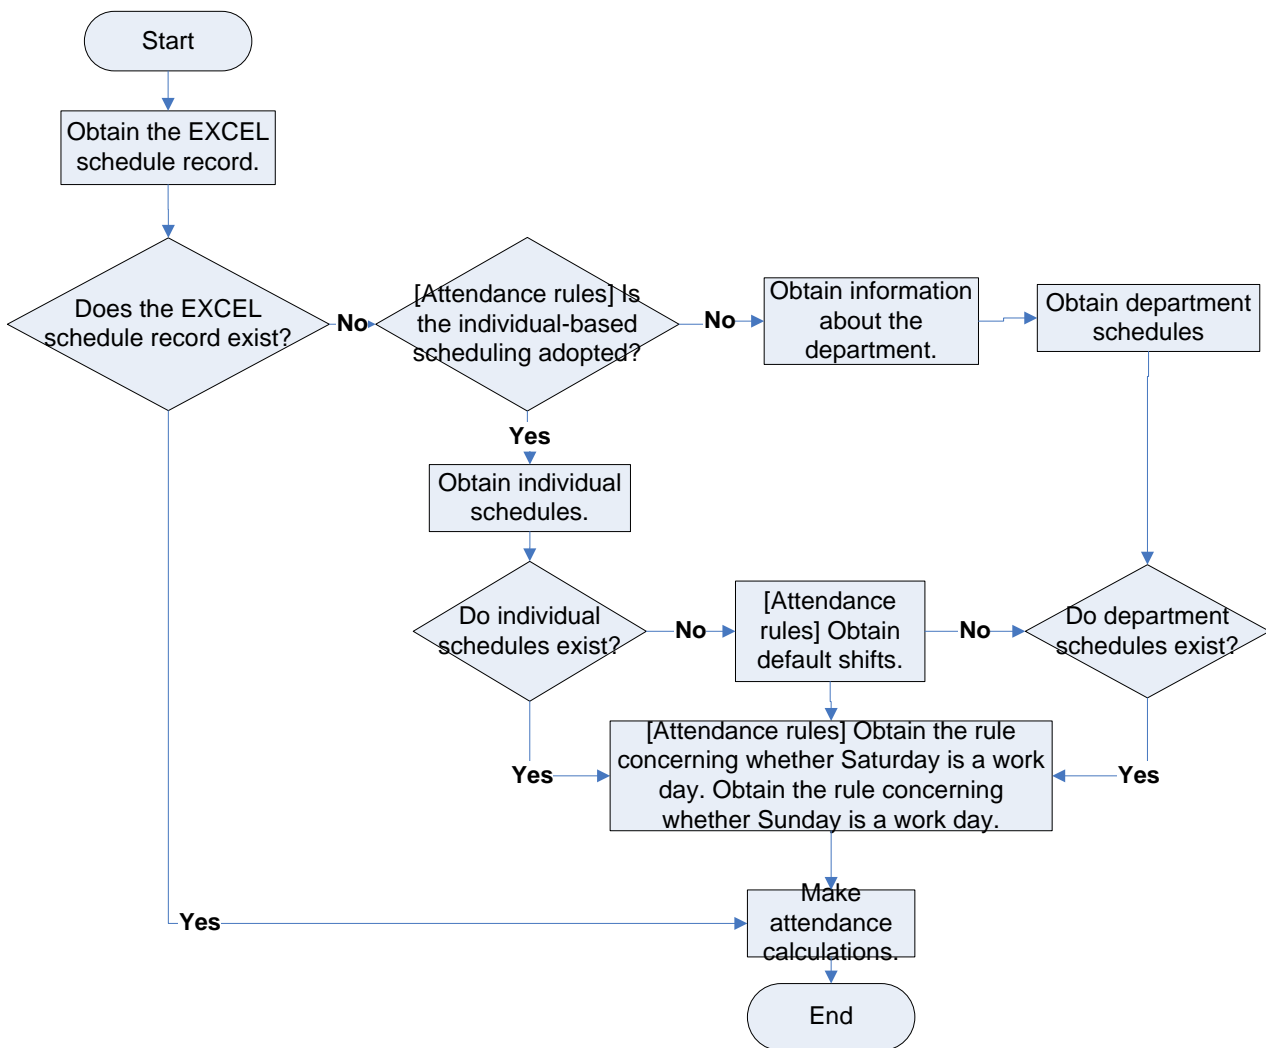 Start
Obtain the EXCEL
schedule record.
Does the EXCEL
schedule record exist?
No
[Attendance rules] Is
the individual-based
scheduling adopted?
No
Obtain information
about the
department.
Obtain department
schedules
Yes
Obtain individual
schedules.
Do individual
schedules exist?
No
[Attendance
rules] Obtain
default shifts.
No
Do department
schedules exist?
Yes
[Attendance rules] Obtain the rule
concerning whether Saturday is a work
day. Obtain the rule concerning
whether Sunday is a work day.
Yes
Yes
Make
attendance
calculations.
End